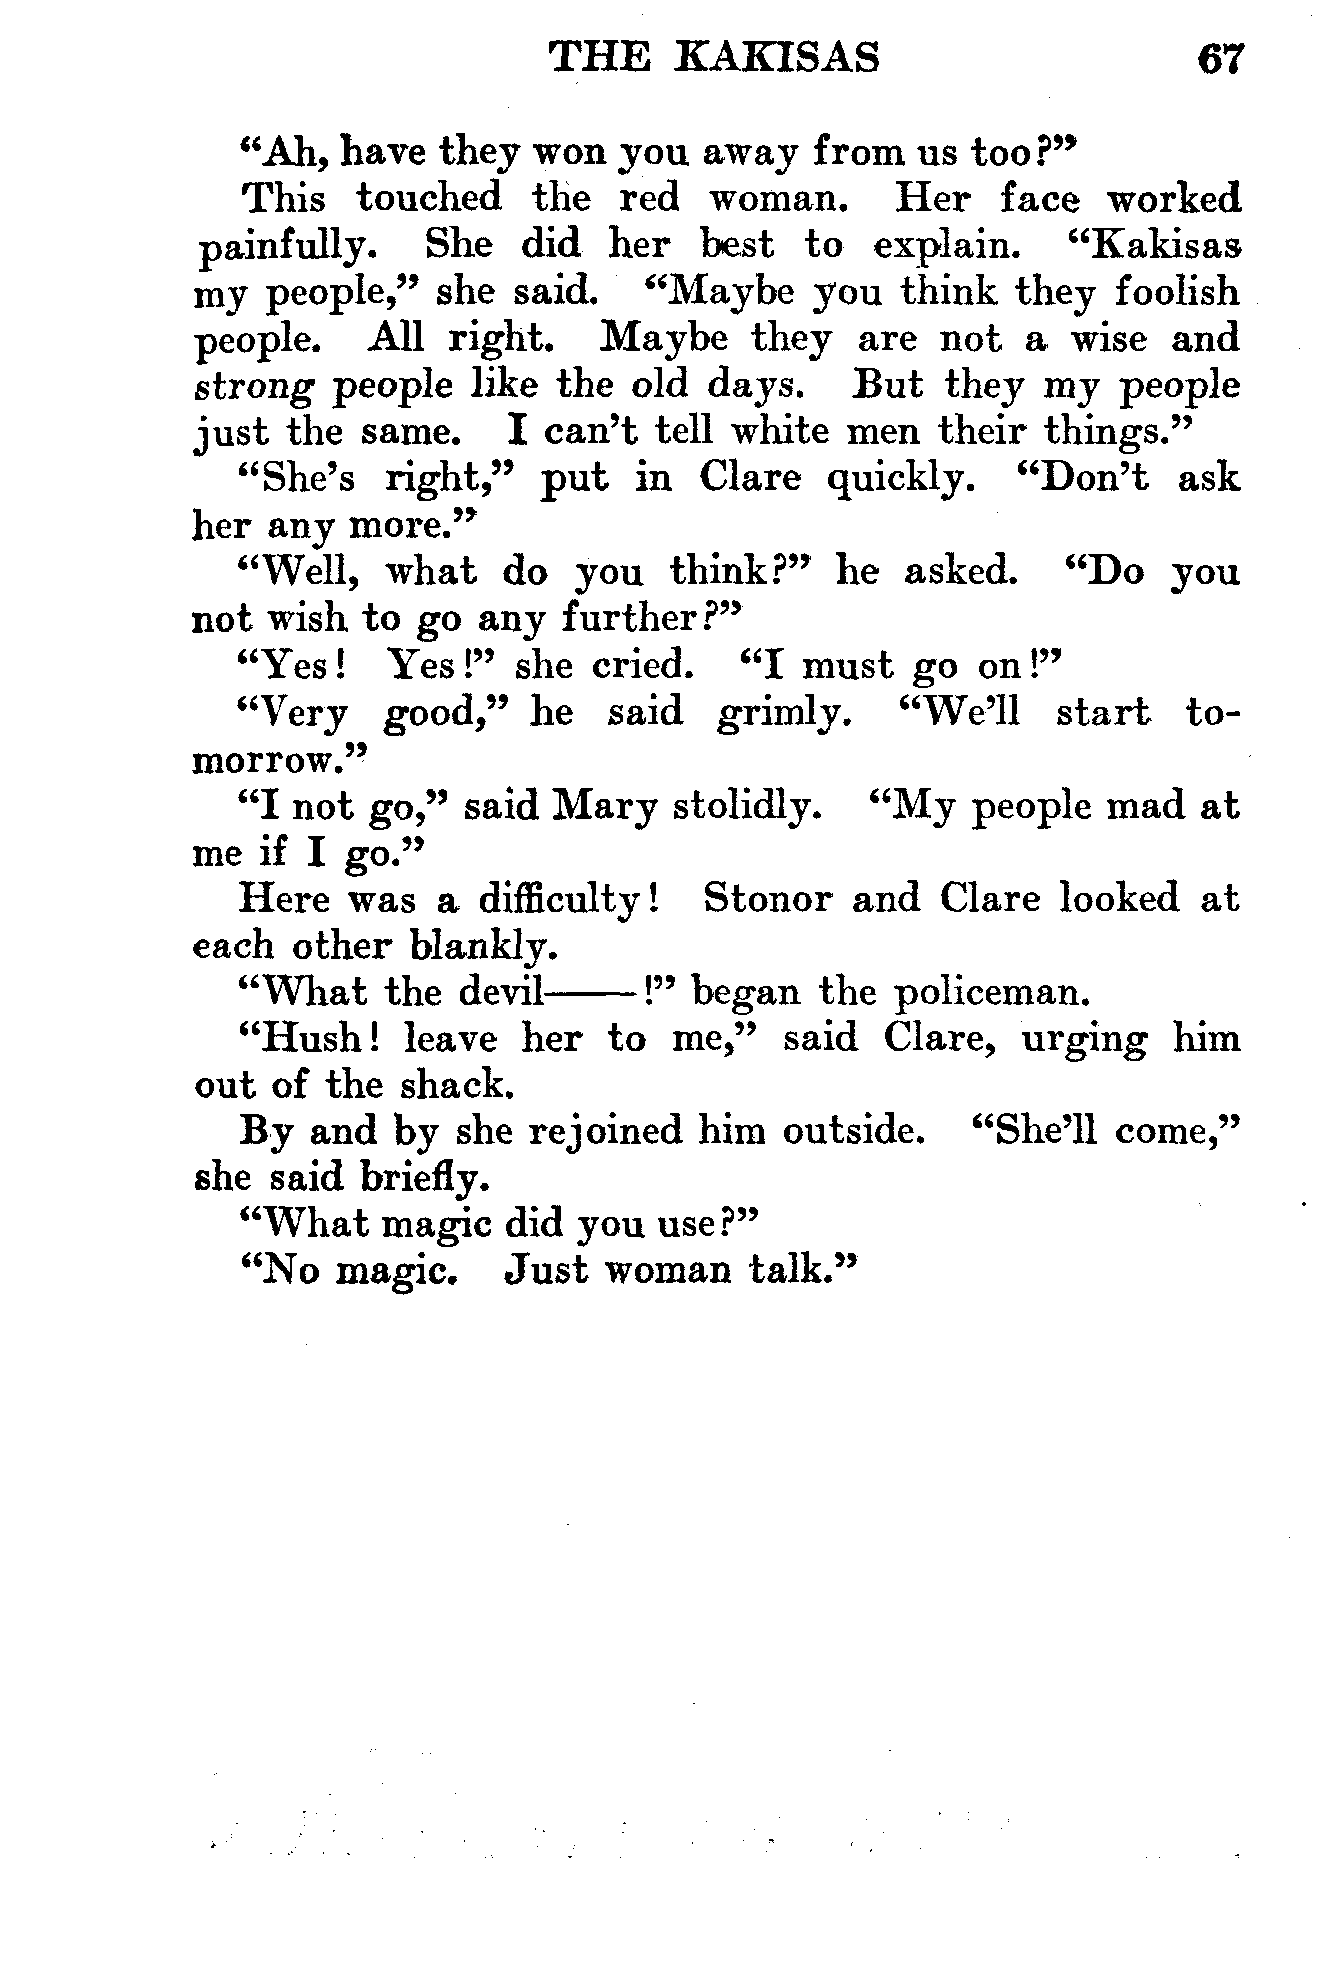 THE KAKISAS 67
“Ah, have they won you away from us too?”
This touched the red woman. Her face worked
painfully. She did her best to explain. “Kakisas
my people,” she said. “Maybe you think they foolish
people. All right. Maybe they are not a wise and
strong people like the old days. But they my people
just the same. I can’t tell white men their things.”
“She’s right,” put in Clare quickly. “Don’t ask
her any more.”
“Well, what do you think?” he asked. “Do you
not wish to go any further?”
“Yes! Yes!” she cried. “I must go on!”
“Very good,” he said grimly. “We’ll start to-
morrow.”
“I not go,” said Mary stolidly. “My people mad at
me if I go.”
Here was a difficulty! Stonor and Clare looked at
each other blankly.
“What the devil——!” began the policeman.
“Hush! leave her to me,” said Clare, urging him
out of the shack.
By and by she rejoined him outside. “She’ll come,”
she said briefly.
“What magic did you use?”
“No magic. Just woman talk.”